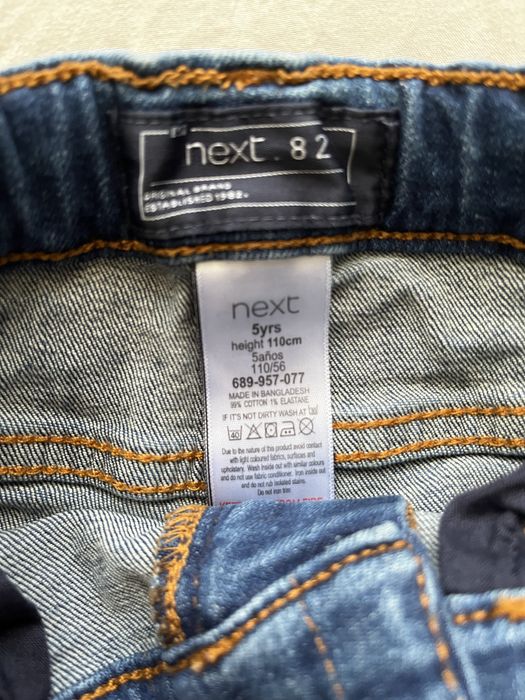 next.82
ORIGINAL BRAND
ESTABLISHED 1982.
next
5yrs
height 110cm
5años
110/56
689-957-077
MADE IN BANGLADESH
99% COTTON 1% ELASTANE
IF IT'S NOT DIRTY WASH AT 30
40
Due to the nature of this product avoid contact
with light coloured fabrics, surfaces and
upholstery. Wash inside out with similar colours
and do not use fabric conditioner. Iron inside out
and do not rub isolated stains.
Do not iron trim